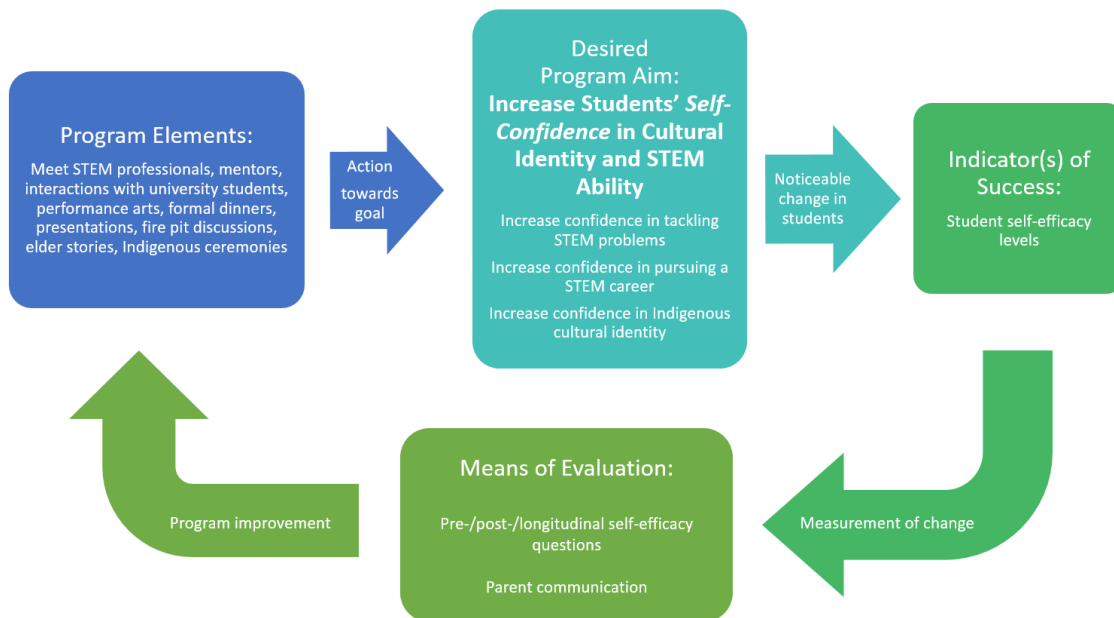 Program Elements:
Meet STEM professionals, mentors,
interactions with university students,
performance arts, formal dinners,
presentations, fire pit discussions,
elder stories, Indigenous ceremonies
Action
towards
goal
Desired
Program Aim:
Increase Students’ Self-
Confidence in Cultural
Identity and STEM
Ability
Increase confidence in tackling
STEM problems
Increase confidence in pursuing a
STEM career
Increase confidence in Indigenous
cultural identity
Noticeable
change in
students
Indicator(s) of
Success:
Student self-efficacy
levels
Measurement of change
Means of Evaluation:
Pre-/post-/longitudinal self-efficacy
questions
Parent communication
Program improvement